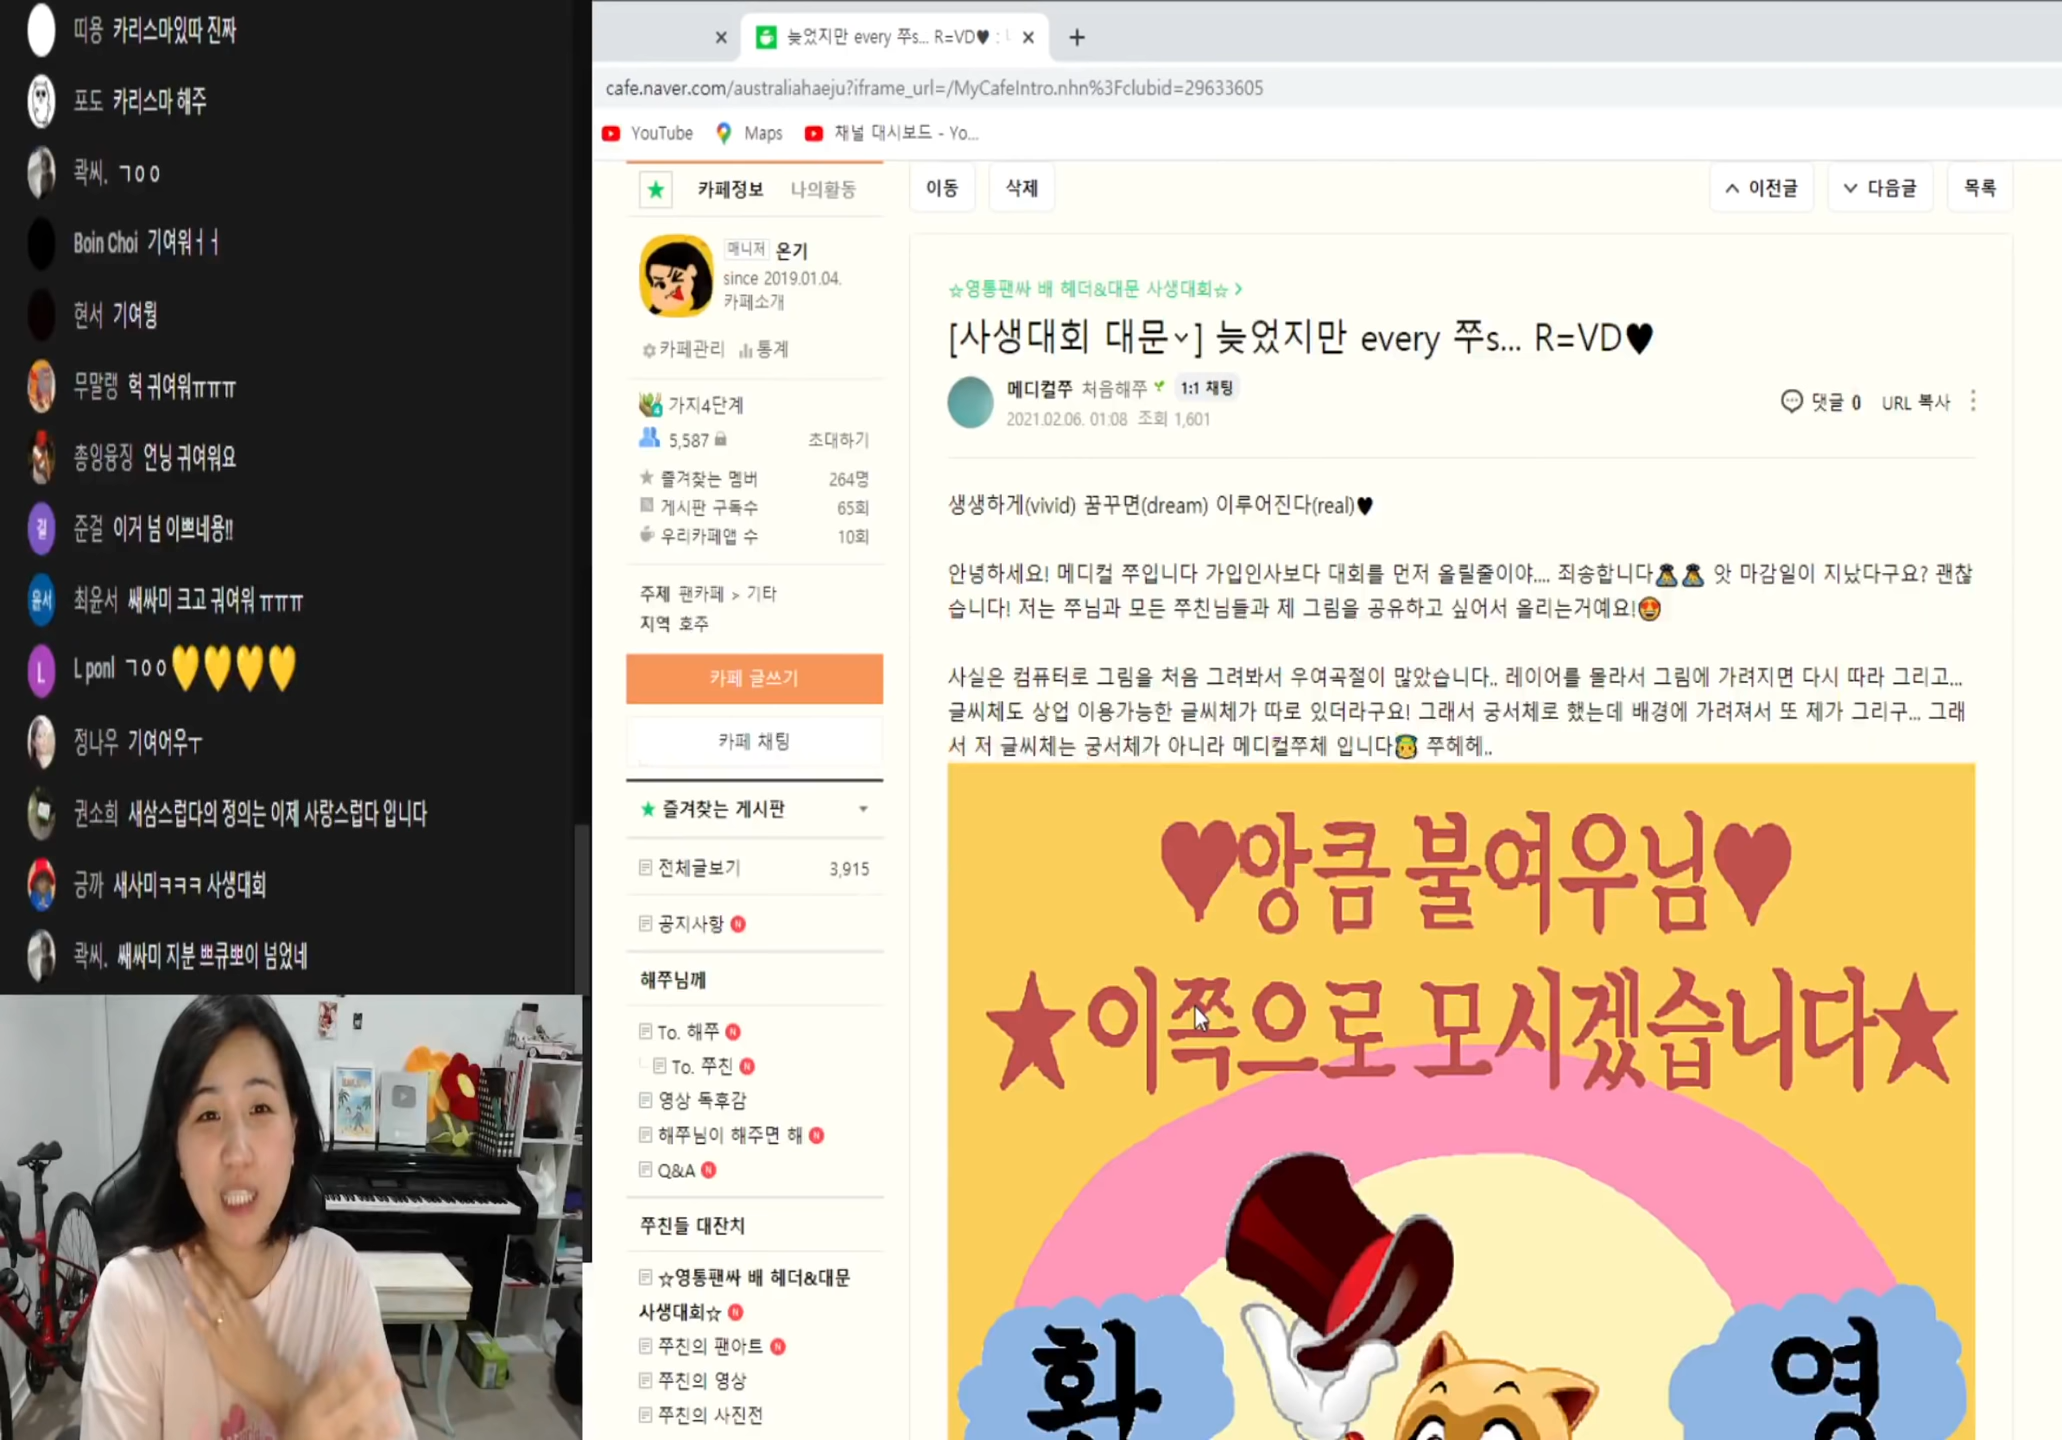 띠용 카리스마있따 진짜
포도 카리스마 해주
콱씨. ㄱㅇㅇ
Boin Choi 기여워ㅓㅓ
현서 기여웡
무말랭 헉 귀여워ㅠㅠㅠ
총잉융징 언닝 귀여워요
준걸 이거 넘 이쁘네용!!
최윤서 쌔싸미 크고 귀여워 ㅠㅠㅠ
L ponl ㄱㅇㅇ💛💛💛💛
정나우 기여어우ㅜ
권소희 새삼스럽다의 정의는 이제 사랑스럽다 입니다
긍까 새사미ㅋㅋㅋ 사생대회
콱씨. 쌔싸미 지분 쁘큐뽀이 넘었네
늦었지만 every 쭈s... R=VD♥ :
cafe.naver.com/australiahaeju?iframe_url=/MyCafeIntro.nhn%3Fclubid=29633605
YouTube Maps 채널 대시보드 - Yo...
카페정보 나의활동
이동 삭제
이전글 다음글 목록
매니저 온기
since 2019.01.04.
카페소개
카페관리 통계
가지4단계
5,587 초대하기
즐겨찾는 멤버 264명
게시판 구독수 65회
우리카페앱 수 10회
주제 팬카페 > 기타
지역 호주
카페 글쓰기
카페 채팅
즐겨찾는 게시판
전체글보기 3,915
공지사항 N
해쭈님께
To. 해쭈 N
To. 쭈친 N
영상 독후감
해쭈님이 해주면 해 N
Q&A N
쭈친들 대잔치
☆영통팬싸 배 헤더&대문
사생대회☆ N
쭈친의 팬아트 N
쭈친의 영상
쭈친의 사진전
☆영통팬싸 배 헤더&대문 사생대회☆ >
[사생대회 대문⌄] 늦었지만 every 쭈s... R=VD♥
메디컬쭈 처음해쭈 1:1 채팅
2021.02.06. 01:08 조회 1,601
댓글 0 URL 복사
생생하게(vivid) 꿈꾸면(dream) 이루어진다(real)♥
안녕하세요! 메디컬 쭈입니다 가입인사보다 대회를 먼저 올릴줄이야.... 죄송합니다🙇🙇 앗 마감일이 지났다구요? 괜찮
습니다! 저는 쭈님과 모든 쭈친님들과 제 그림을 공유하고 싶어서 올리는거예요!😍
사실은 컴퓨터로 그림을 처음 그려봐서 우여곡절이 많았습니다.. 레이어를 몰라서 그림에 가려지면 다시 따라 그리고...
글씨체도 상업 이용가능한 글씨체가 따로 있더라구요! 그래서 궁서체로 했는데 배경에 가려져서 또 제가 그리구... 그래
서 저 글씨체는 궁서체가 아니라 메디컬쭈체 입니다👼 쭈헤헤..
♥앙큼 불여우님♥
★이쪽으로 모시겠습니다★
환
영